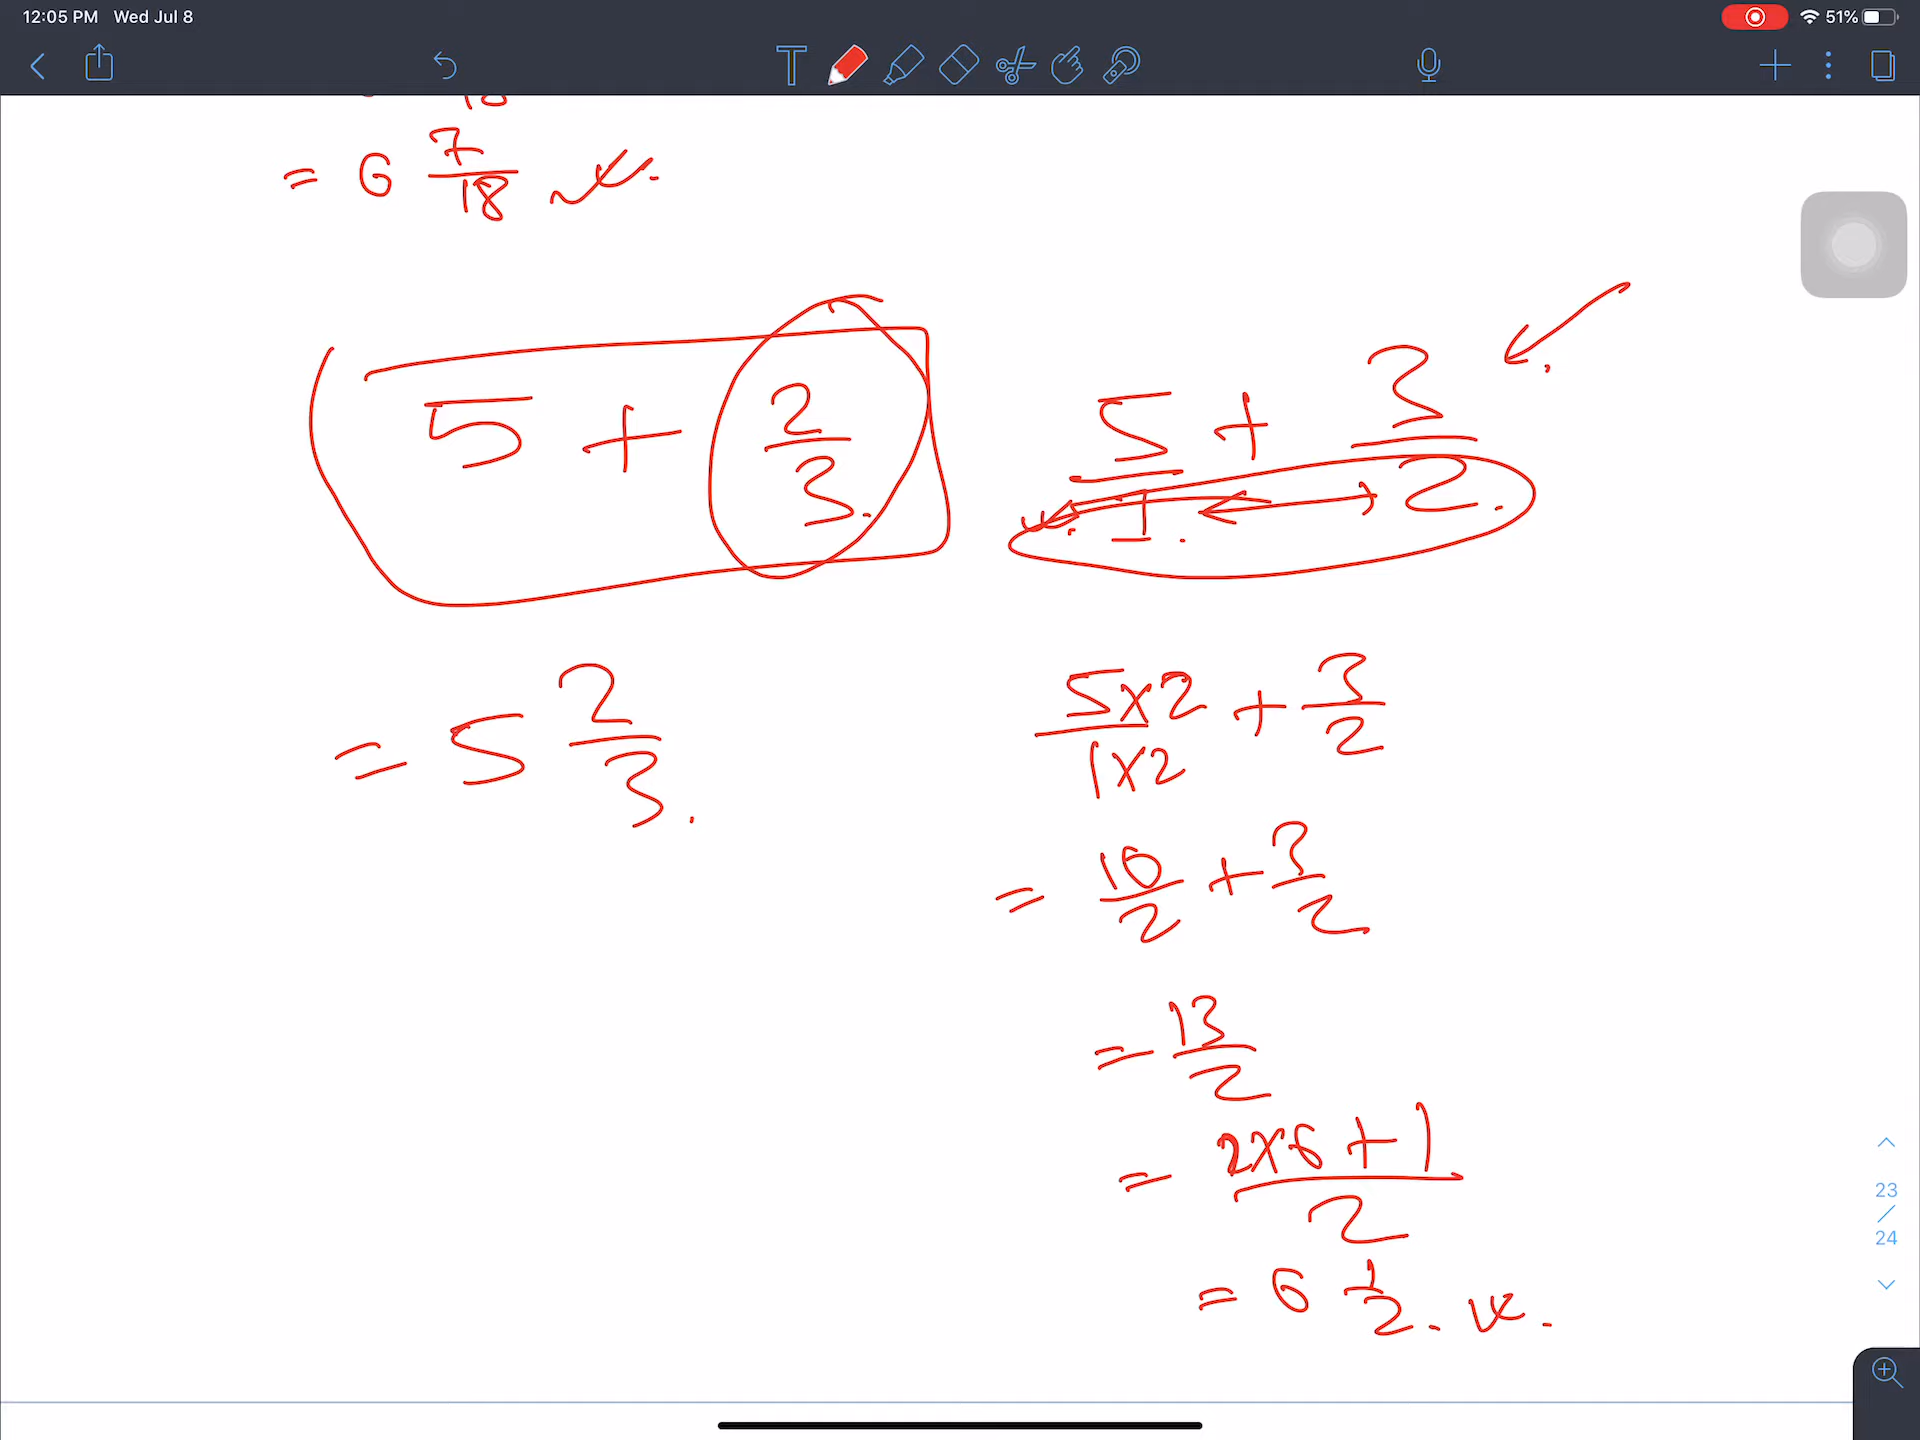 12:05 PM Wed Jul 8
51%
18
= 6 7/18
5 + 2/3.
5/1 + 3/2.
= 5 2/3.
5x2/1x2 + 3/2
= 10/2 + 3/2
= 13/2
= 2x6+1/2
= 6 1/2.
23
/
24